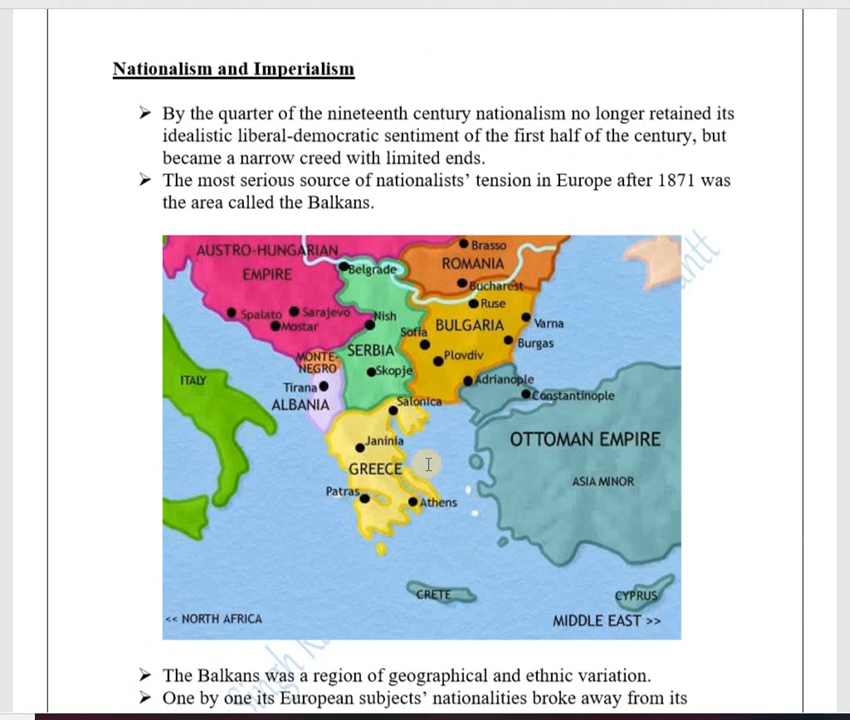 Nationalism and Imperialism
➢ By the quarter of the nineteenth century nationalism no longer retained its
idealistic liberal-democratic sentiment of the first half of the century, but
became a narrow creed with limited ends.
➢ The most serious source of nationalists’ tension in Europe after 1871 was
the area called the Balkans.
AUSTRO-HUNGARIAN
EMPIRE
Brasso
ROMANIA
Belgrade
Bucharest
Ruse
Spalato
Sarajevo
Mostar
Nish
Sofia
BULGARIA
Varna
Burgas
MONTE-
NEGRO
SERBIA
Plovdiv
ITALY
Skopje
Adrianople
Tirana
ALBANIA
Salonica
Constantinople
Janinia
GREECE
OTTOMAN EMPIRE
ASIA MINOR
Patras
Athens
CRETE
CYPRUS
<< NORTH AFRICA
MIDDLE EAST >>
➢ The Balkans was a region of geographical and ethnic variation.
➢ One by one its European subjects’ nationalities broke away from its